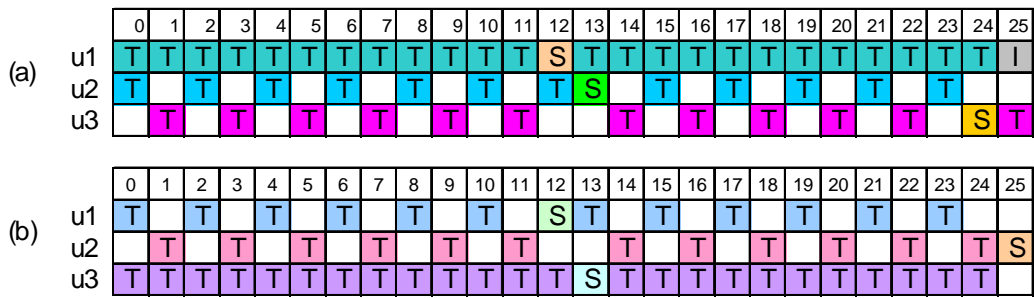 0 1 2 3 4 5 6 7 8 9 10 11 12 13 14 15 16 17 18 19 20 21 22 23 24 25
(a)
u1 T T T T T T T T T T T T S T T T T T T T T T T T T I
u2 T T T T T T T S T T T T T
u3 T T T T T T T T T T T S T
0 1 2 3 4 5 6 7 8 9 10 11 12 13 14 15 16 17 18 19 20 21 22 23 24 25
(b)
u1 T T T T T T S T T T T T T
u2 T T T T T T T T T T T T S
u3 T T T T T T T T T T T T T S T T T T T T T T T T T